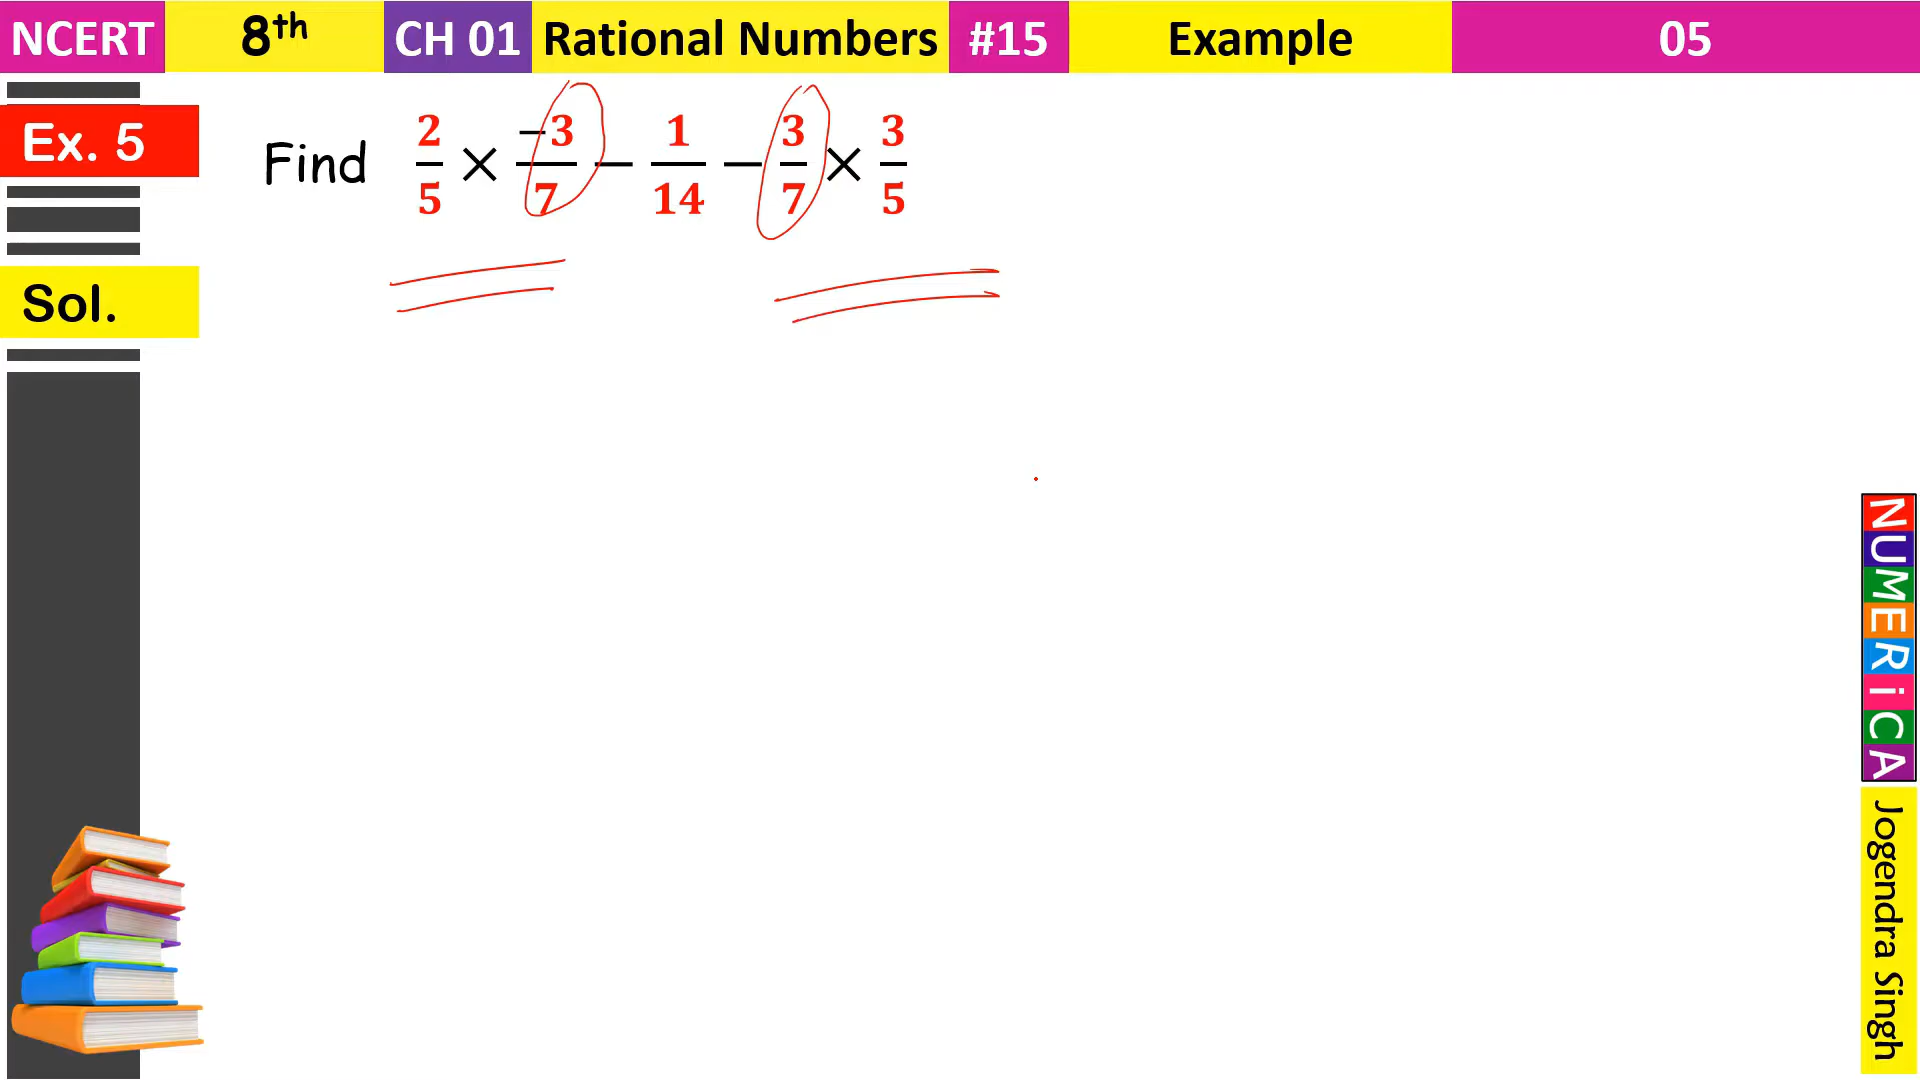 NCERT 8th CH 01 Rational Numbers #15 Example 05
Ex. 5 Find 2/5 × −3/7 − 1/14 − 3/7 × 3/5
Sol.
NUMERiCA
Jogendra Singh